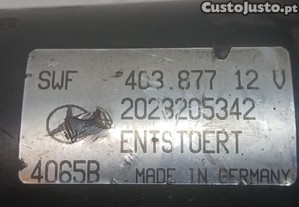 CustoJusto.pt
SWF 403.877 12 V
2028205342
ENTSTOERT
4065B MADE IN GERMANY